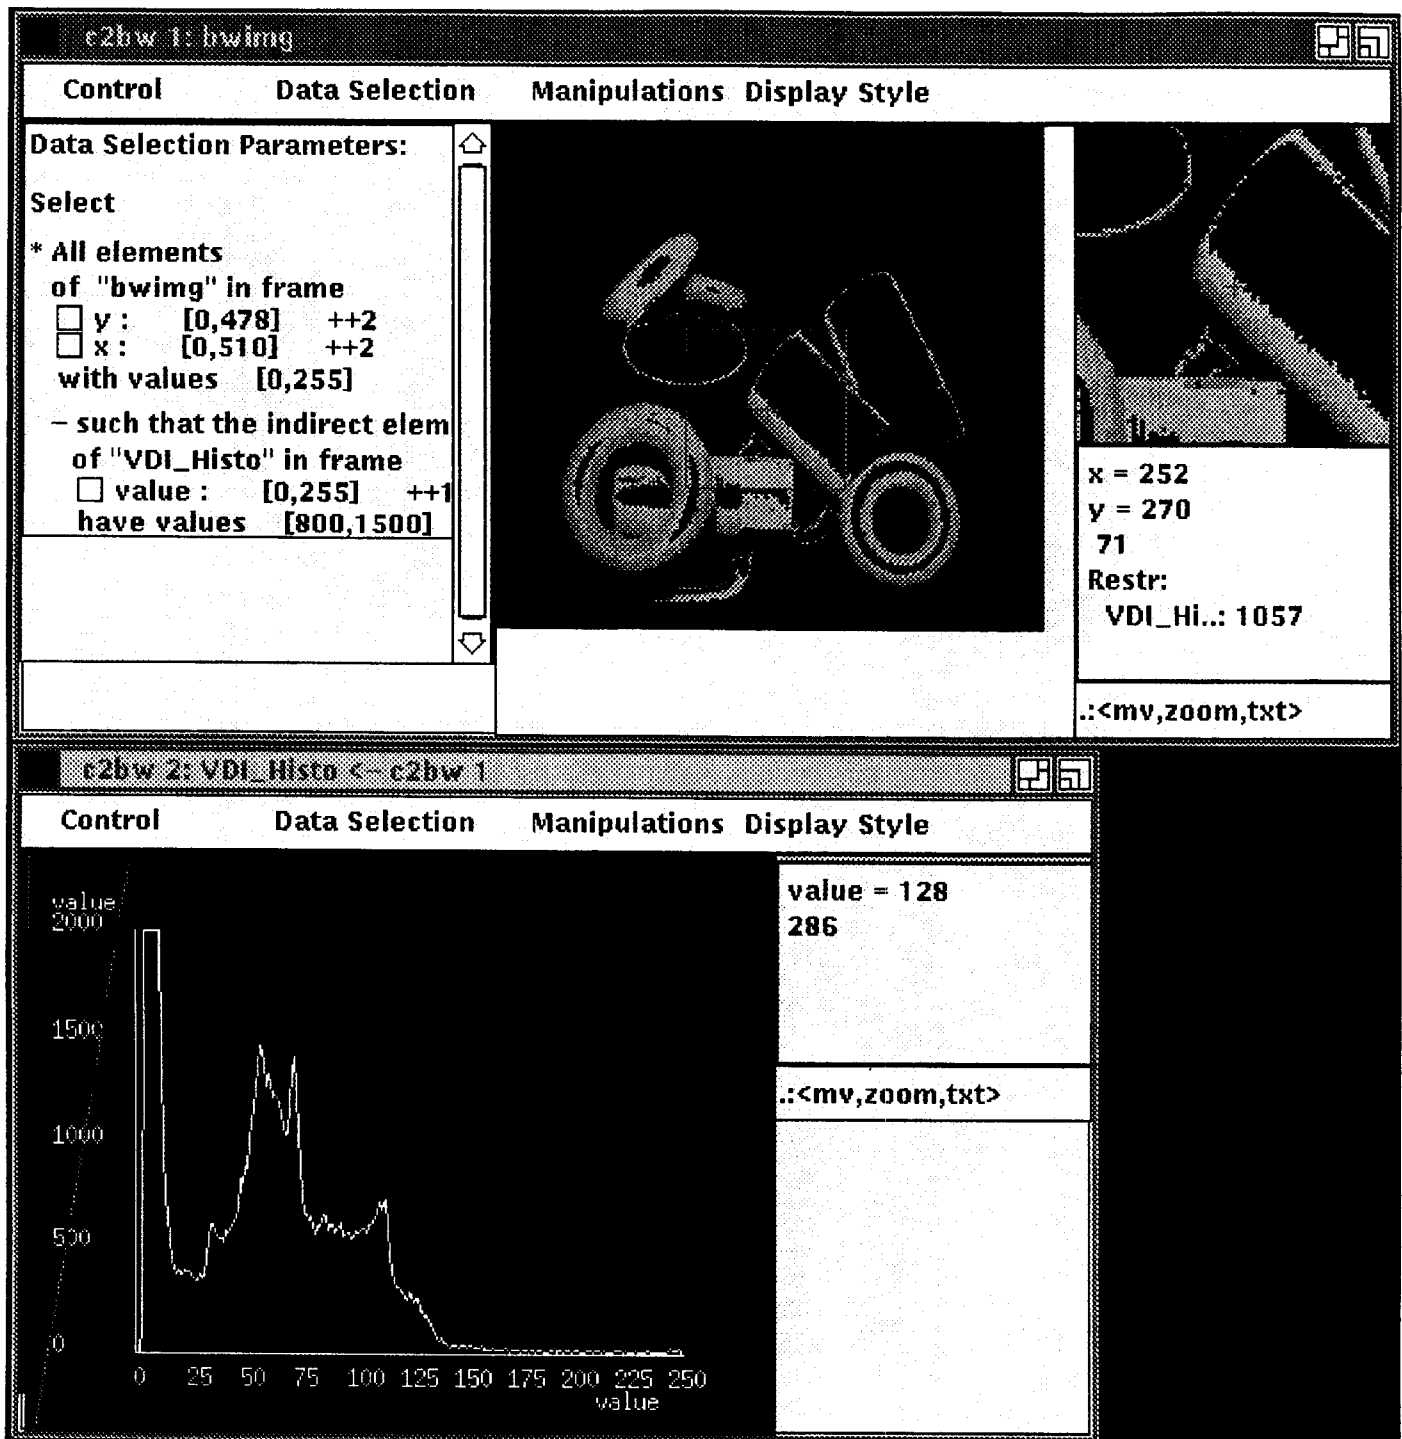 c2bw 1: bwimg
Control Data Selection Manipulations Display Style
Data Selection Parameters:
Select
* All elements
of "bwimg" in frame
y : [0,478] ++2
x : [0,510] ++2
with values [0,255]
– such that the indirect elem
of "VDI_Histo" in frame
value : [0,255] ++1
have values [800,1500]
x = 252
y = 270
71
Restr:
VDI_Hi..: 1057
.:<mv,zoom,txt>
c2bw 2: VDI_Histo <– c2bw 1
Control Data Selection Manipulations Display Style
value
2000
1500
1000
500
0
0 25 50 75 100 125 150 175 200 225 250
value
value = 128
286
.:<mv,zoom,txt>